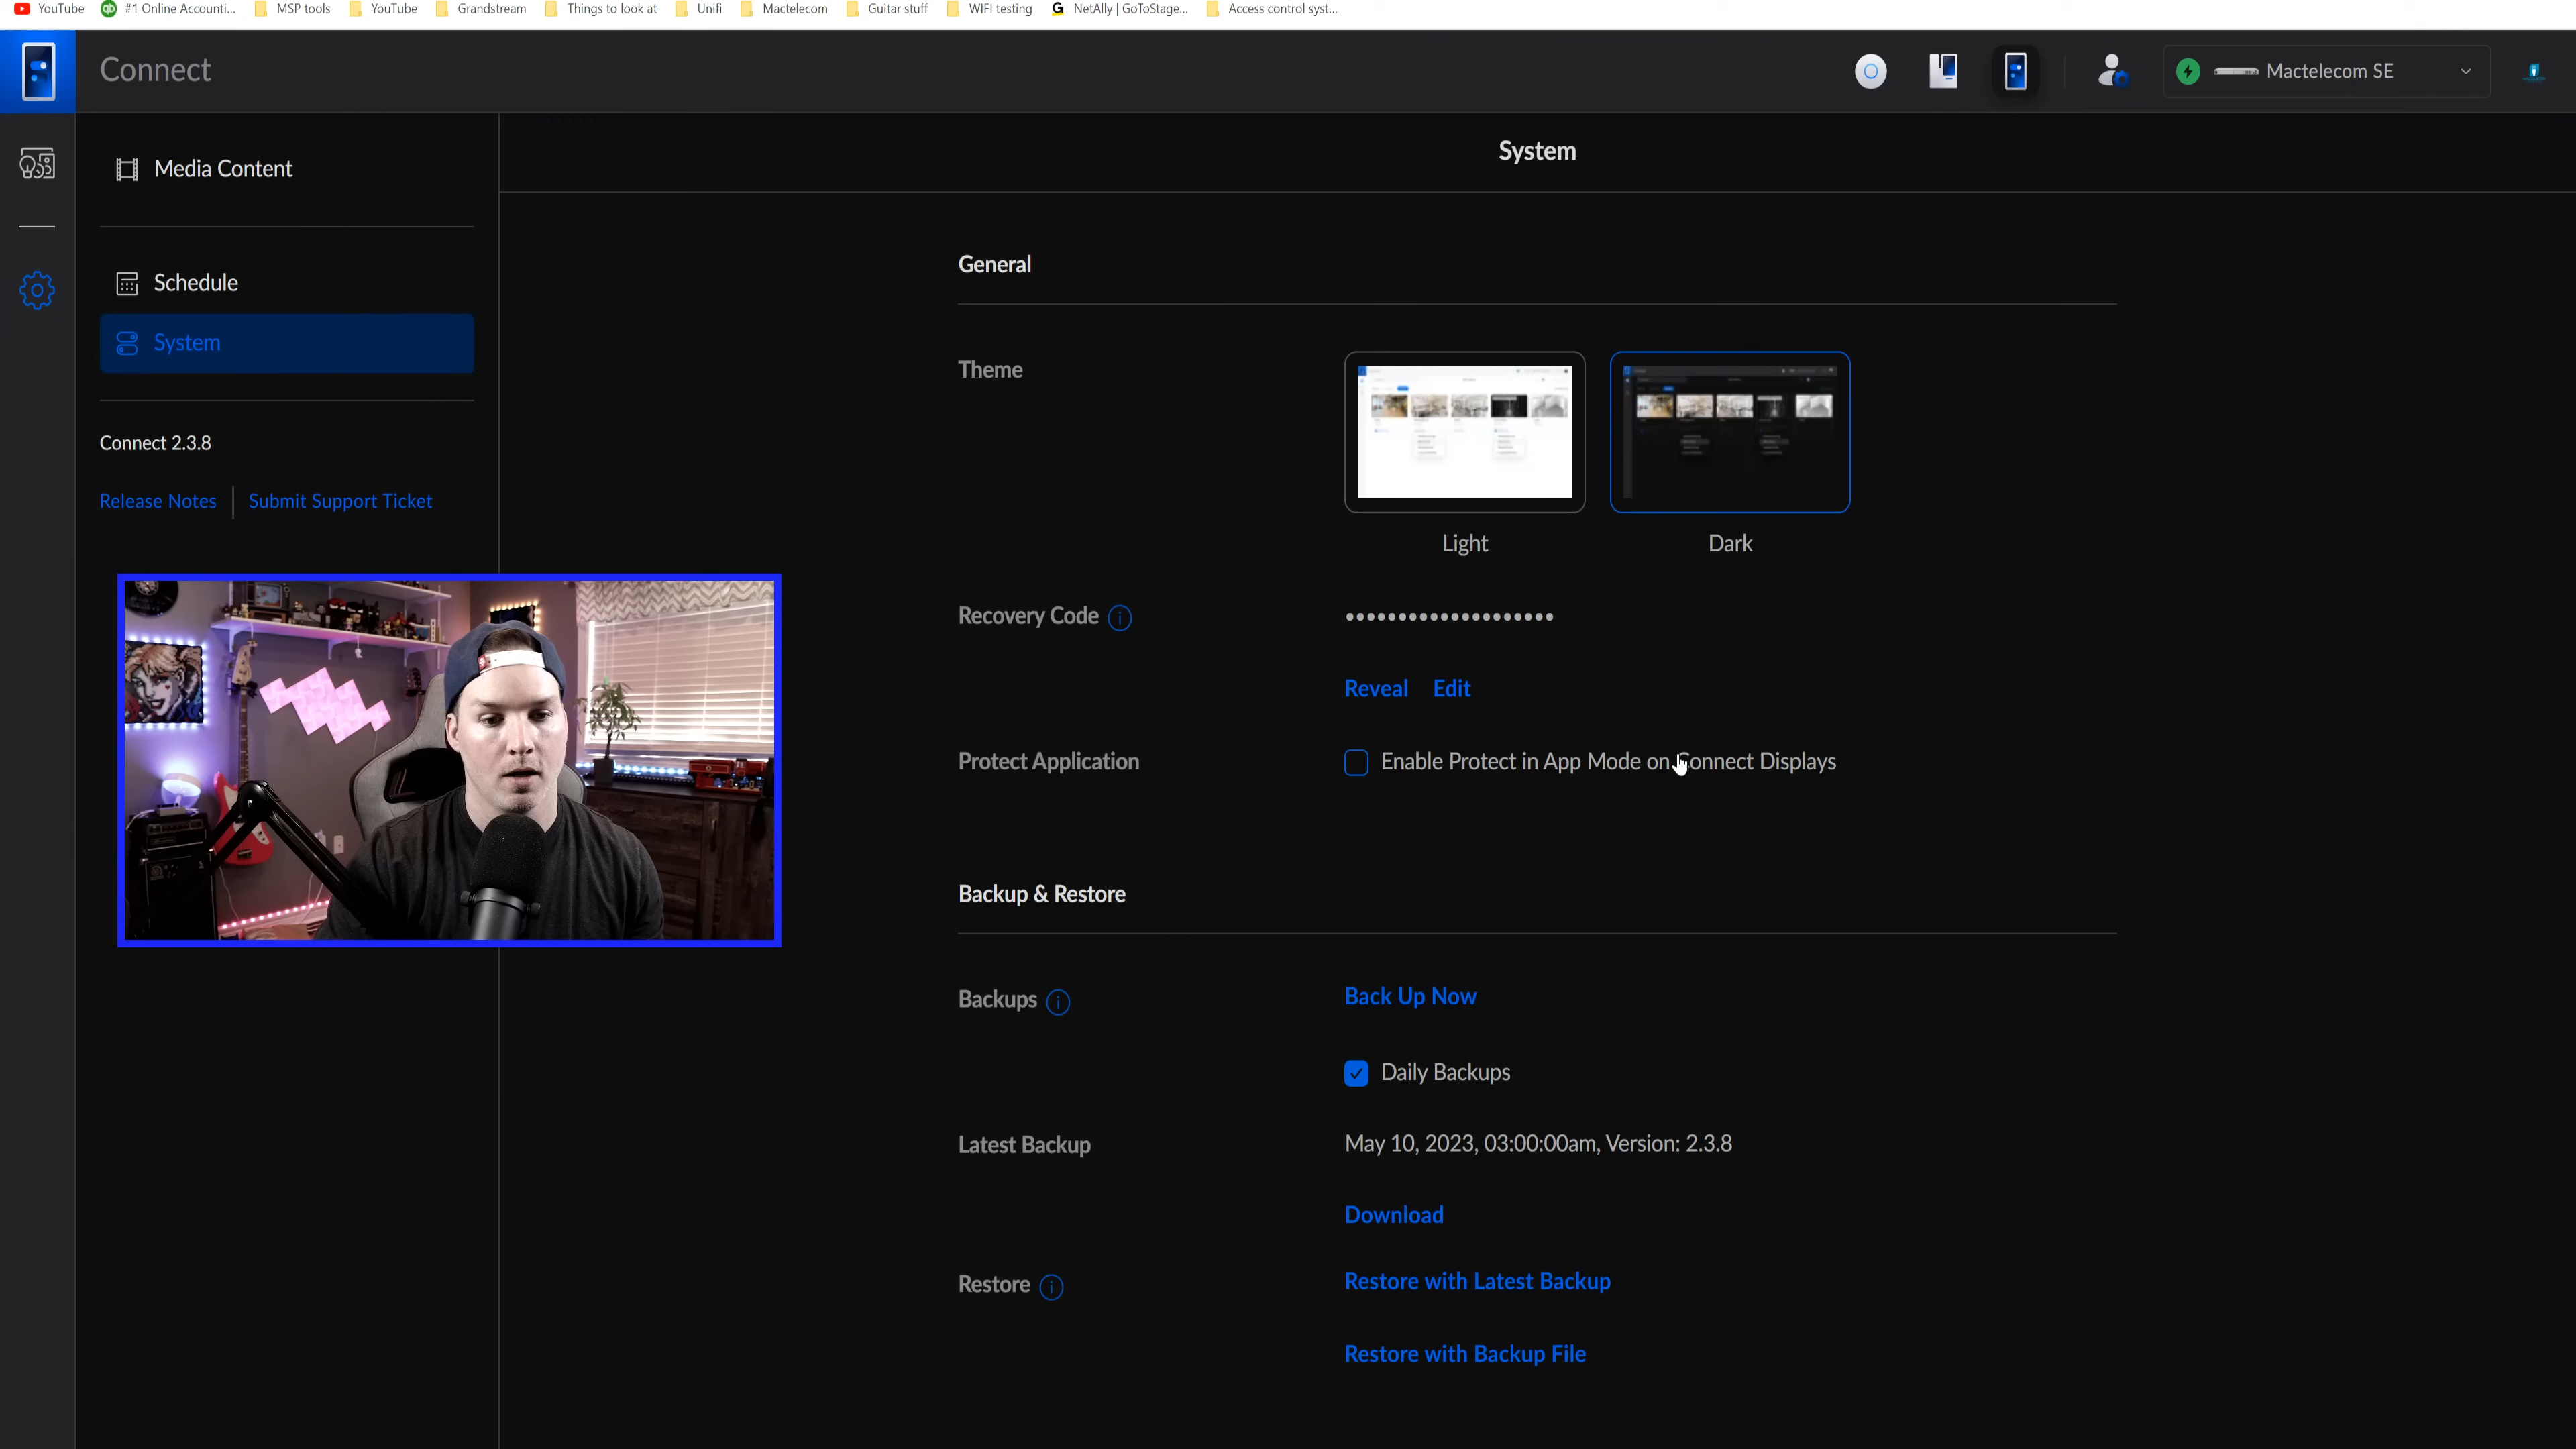 YouTube #1 Online Accounti... MSP tools YouTube Grandstream Things to look at Unifi Mactelecom Guitar stuff WIFI testing NetAlly | GoToStage... Access control syst...
Connect
Mactelecom SE
Media Content
Schedule
System
Connect 2.3.8
Release Notes
Submit Support Ticket
System
General
Theme
Light
Dark
Recovery Code
Reveal Edit
Protect Application
Enable Protect in App Mode on Connect Displays
Backup & Restore
Backups
Back Up Now
Daily Backups
Latest Backup
May 10, 2023, 03:00:00am, Version: 2.3.8
Download
Restore
Restore with Latest Backup
Restore with Backup File